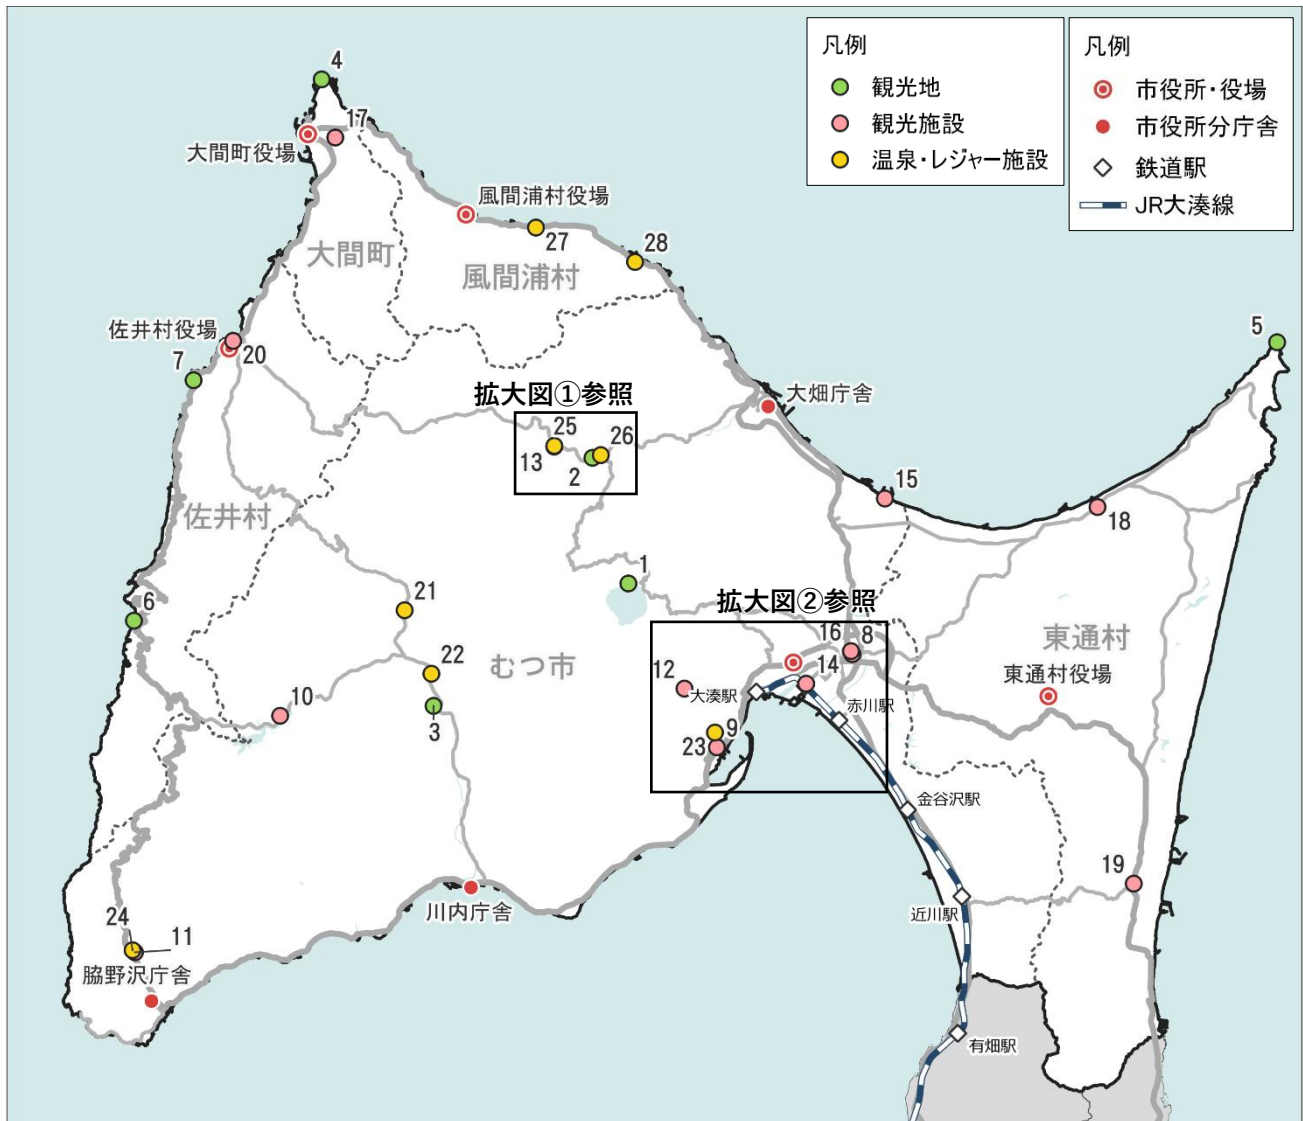 凡例
観光地
観光施設
温泉・レジャー施設
凡例
市役所・役場
市役所分庁舎
鉄道駅
JR大湊線
4
17
大間町役場
風間浦村役場
27
28
大間町
風間浦村
佐井村役場
20
7
5
拡大図①参照
25
26
13
2
大畑庁舎
15
18
佐井村
1
21
6
拡大図②参照
16
8
東通村
22
むつ市
12
大湊駅
14
東通村役場
赤川駅
10
3
9
23
金谷沢駅
19
川内庁舎
近川駅
24
11
脇野沢庁舎
有畑駅